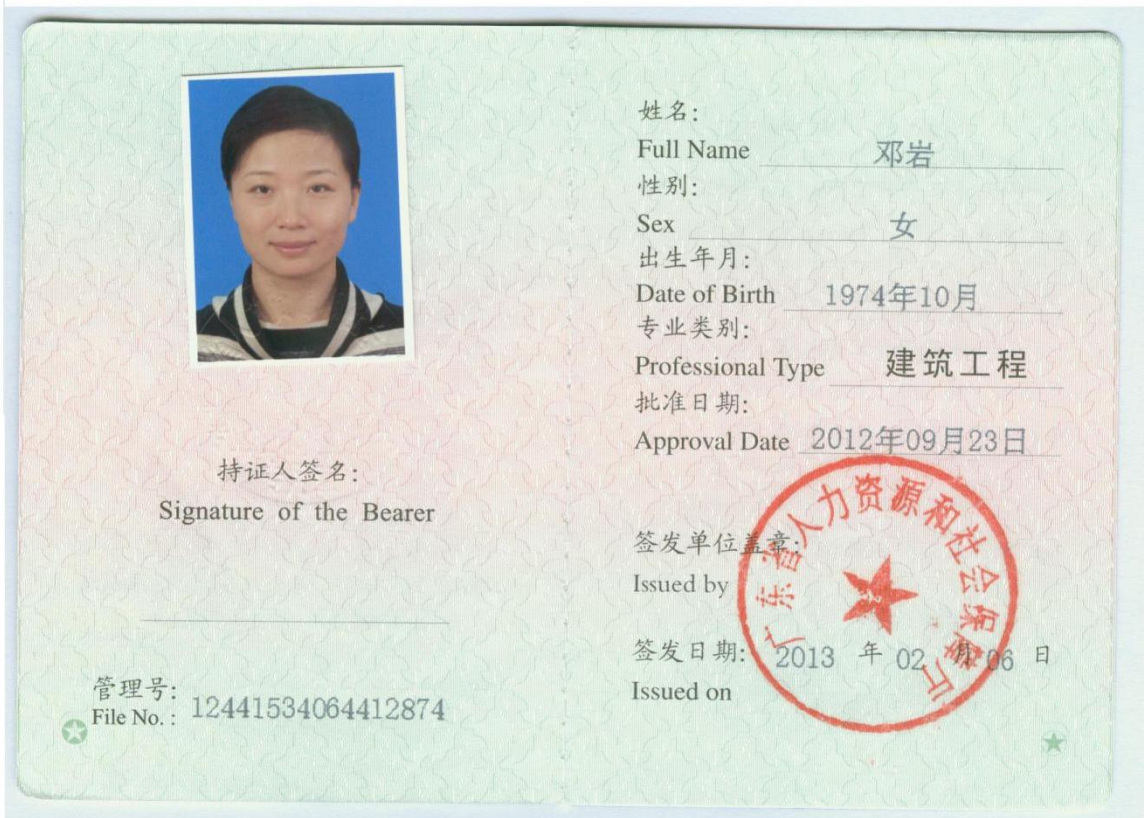 持证人签名:
Signature of the Bearer
管理号:
File No. : 12441534064412874
姓名:
Full Name 邓岩
性别:
Sex 女
出生年月:
Date of Birth 1974年10月
专业类别:
Professional Type 建筑工程
批准日期:
Approval Date 2012年09月23日
签发单位盖章:
Issued by
广东省人力资源和社会保障厅
签发日期: 2013 年 02 月 06 日
Issued on